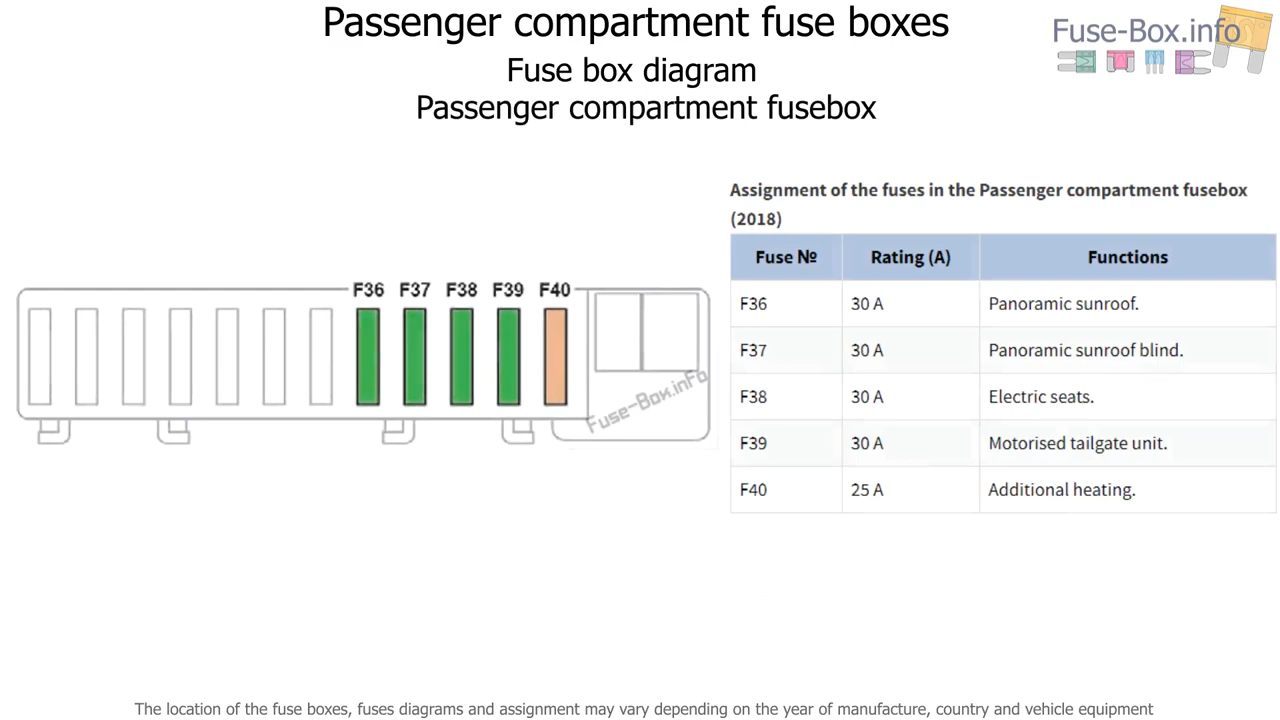 Passenger compartment fuse boxes
Fuse box diagram
Passenger compartment fusebox
Fuse-Box.info
F36 F37 F38 F39 F40
Fuse-Box.inFo
Assignment of the fuses in the Passenger compartment fusebox
(2018)
Fuse № Rating (A) Functions
F36 30 A Panoramic sunroof.
F37 30 A Panoramic sunroof blind.
F38 30 A Electric seats.
F39 30 A Motorised tailgate unit.
F40 25 A Additional heating.
The location of the fuse boxes, fuses diagrams and assignment may vary depending on the year of manufacture, country and vehicle equipment